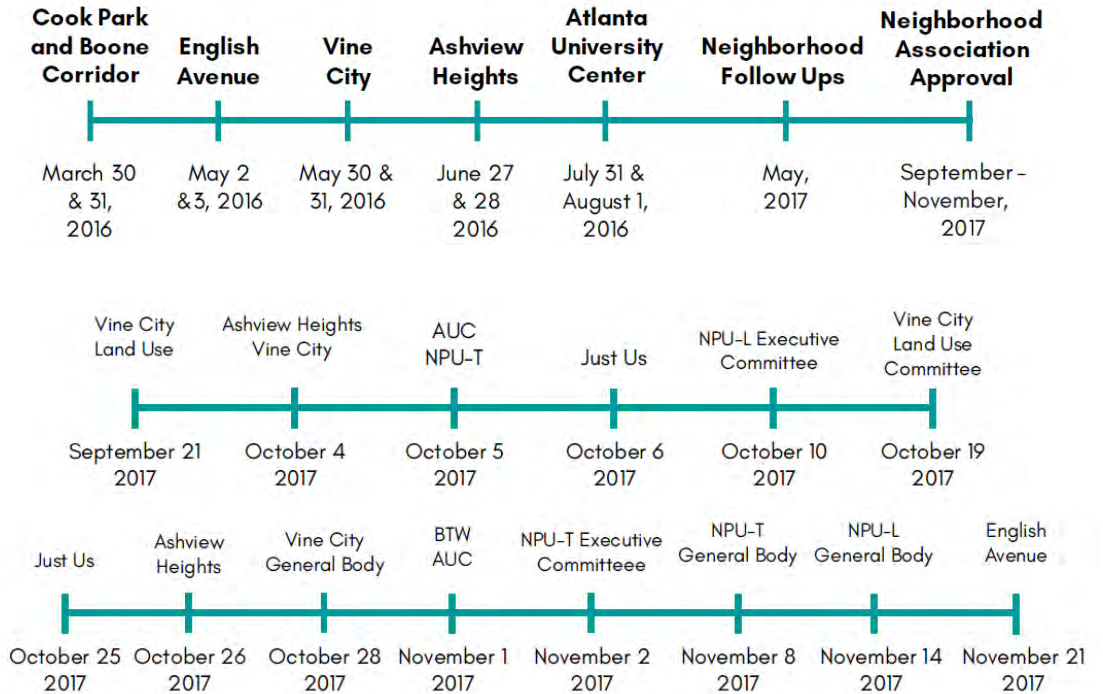 Cook Park
and Boone
Corridor
English
Avenue
Vine
City
Ashview
Heights
Atlanta
University
Center
Neighborhood
Follow Ups
Neighborhood
Association
Approval
March 30
& 31,
2016
May 2
&3, 2016
May 30 &
31, 2016
June 27
& 28
2016
July 31 &
August 1,
2016
May,
2017
September –
November,
2017
Vine City
Land Use
Ashview Heights
Vine City
AUC
NPU-T
Just Us
NPU-L Executive
Committee
Vine City
Land Use
Committee
September 21
2017
October 4
2017
October 5
2017
October 6
2017
October 10
2017
October 19
2017
Just Us
Ashview
Heights
Vine City
General Body
BTW
AUC
NPU-T Executive
Committeee
NPU-T
General Body
NPU-L
General Body
English
Avenue
October 25
2017
October 26
2017
October 28
2017
November 1
2017
November 2
2017
November 8
2017
November 14
2017
November 21
2017